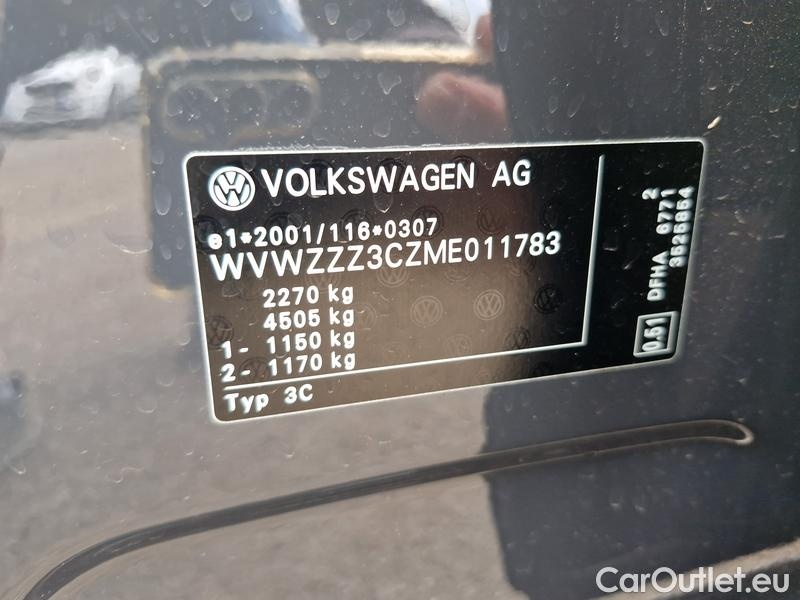 VOLKSWAGEN AG
e1*2001/116*0307
WVWZZZ3CZME011783
2270 kg
4505 kg
1- 1150 kg
2- 1170 kg
Typ 3C
DFHA 6771 2
3525854
0.51
CarOutlet.eu